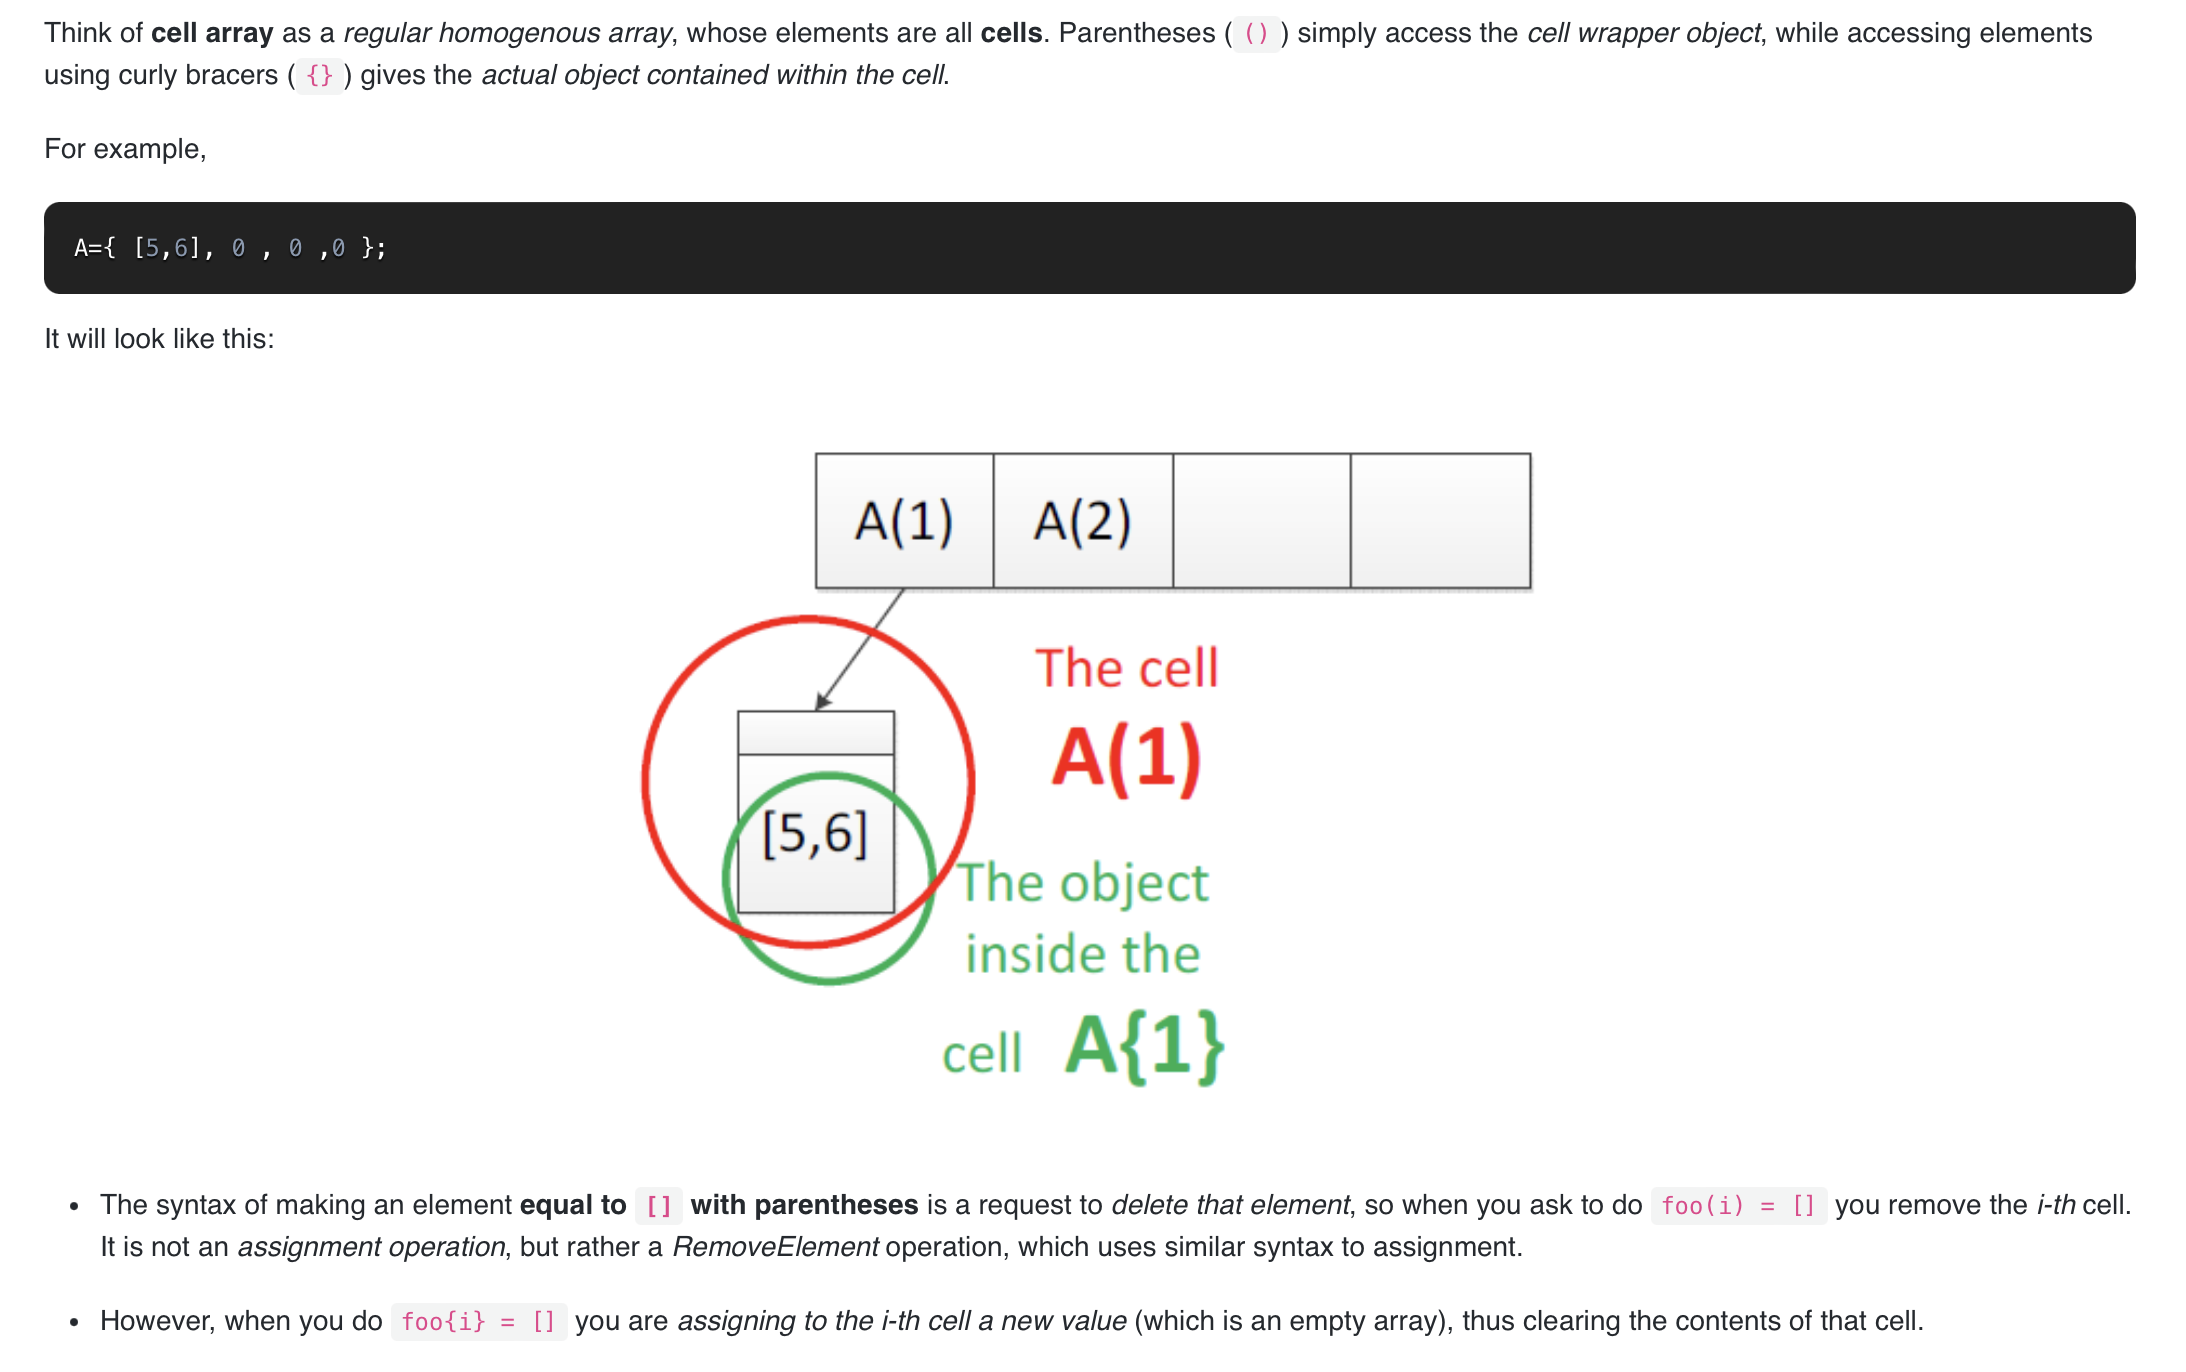 Think of cell array as a regular homogenous array, whose elements are all cells. Parentheses ( () ) simply access the cell wrapper object, while accessing elements
using curly bracers ( {} ) gives the actual object contained within the cell.
For example,
A={ [5,6], 0 , 0 ,0 };
It will look like this:
A(1) A(2)
The cell
A(1)
[5,6]
The object
inside the
cell A{1}
• The syntax of making an element equal to [] with parentheses is a request to delete that element, so when you ask to do foo(i) = [] you remove the i-th cell.
It is not an assignment operation, but rather a RemoveElement operation, which uses similar syntax to assignment.
• However, when you do foo{i} = [] you are assigning to the i-th cell a new value (which is an empty array), thus clearing the contents of that cell.